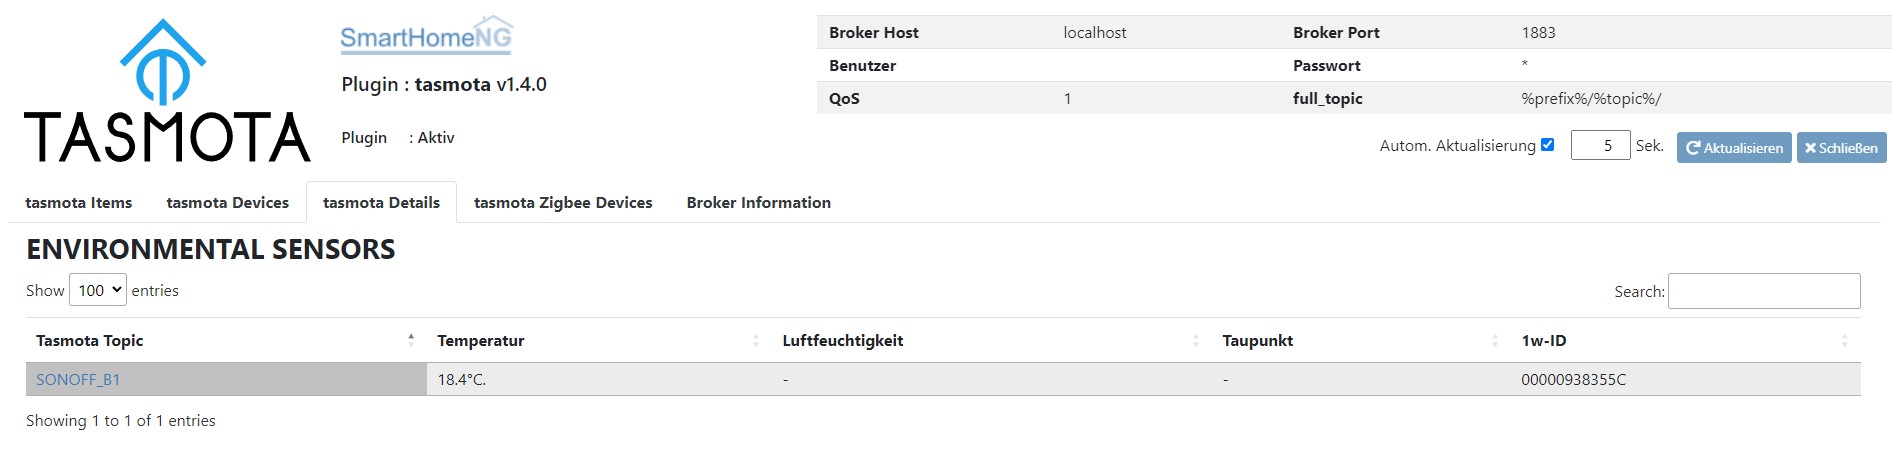 TASMOTA
SmartHomeNG
Plugin : tasmota v1.4.0
Plugin : Aktiv
Broker Host localhost Broker Port 1883
Benutzer Passwort *
QoS 1 full_topic %prefix%/%topic%/
Autom. Aktualisierung 5 Sek. Aktualisieren Schließen
tasmota Items tasmota Devices tasmota Details tasmota Zigbee Devices Broker Information
ENVIRONMENTAL SENSORS
Show 100 entries Search:
Tasmota Topic Temperatur Luftfeuchtigkeit Taupunkt 1w-ID
SONOFF_B1 18.4°C. - - 00000938355C
Showing 1 to 1 of 1 entries